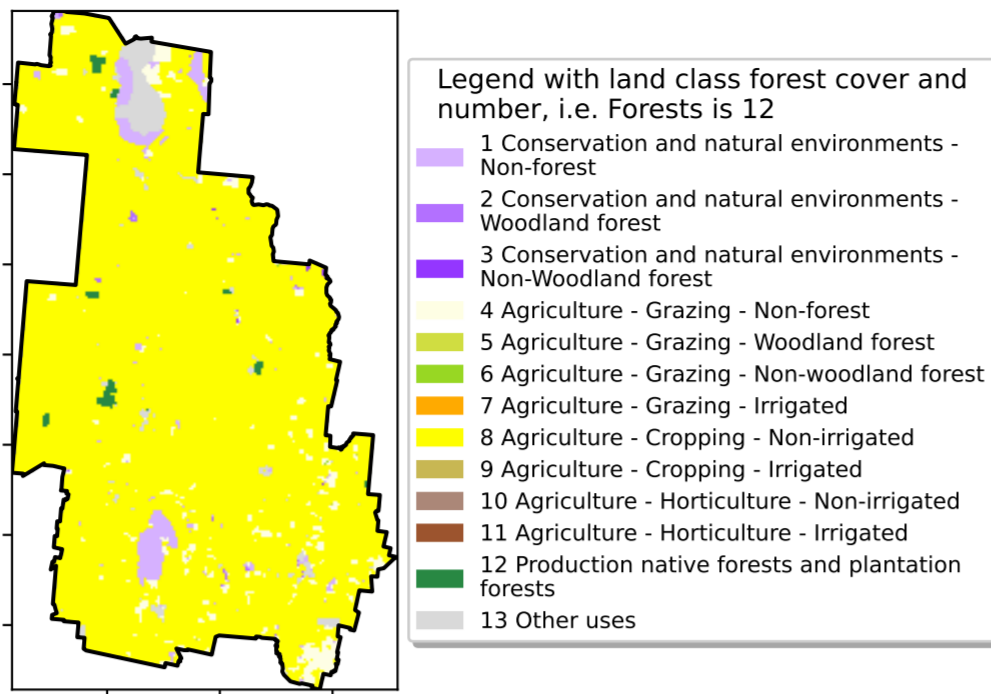 Legend with land class forest cover and
number, i.e. Forests is 12
1 Conservation and natural environments -
Non-forest
2 Conservation and natural environments -
Woodland forest
3 Conservation and natural environments -
Non-Woodland forest
4 Agriculture - Grazing - Non-forest
5 Agriculture - Grazing - Woodland forest
6 Agriculture - Grazing - Non-woodland forest
7 Agriculture - Grazing - Irrigated
8 Agriculture - Cropping - Non-irrigated
9 Agriculture - Cropping - Irrigated
10 Agriculture - Horticulture - Non-irrigated
11 Agriculture - Horticulture - Irrigated
12 Production native forests and plantation
forests
13 Other uses